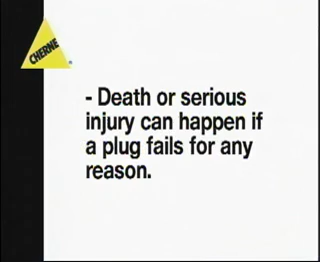 CHERNE
- Death or serious
injury can happen if
a plug fails for any
reason.